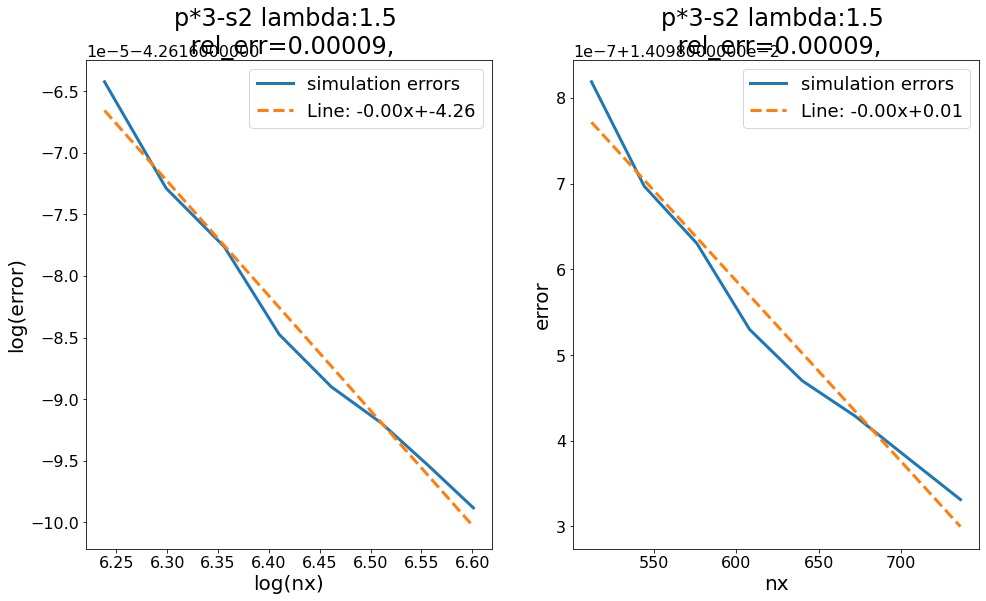 p*3-s2 lambda:1.5
rel_err=0.00009,
1e−5−4.2616000000
simulation errors
Line: -0.00x+-4.26
−6.5
−7.0
−7.5
−8.0
−8.5
−9.0
−9.5
−10.0
log(error)
6.25 6.30 6.35 6.40 6.45 6.50 6.55 6.60
log(nx)
p*3-s2 lambda:1.5
rel_err=0.00009,
1e−7+1.4098000000e−2
simulation errors
Line: -0.00x+0.01
8
7
6
5
4
3
error
550 600 650 700
nx